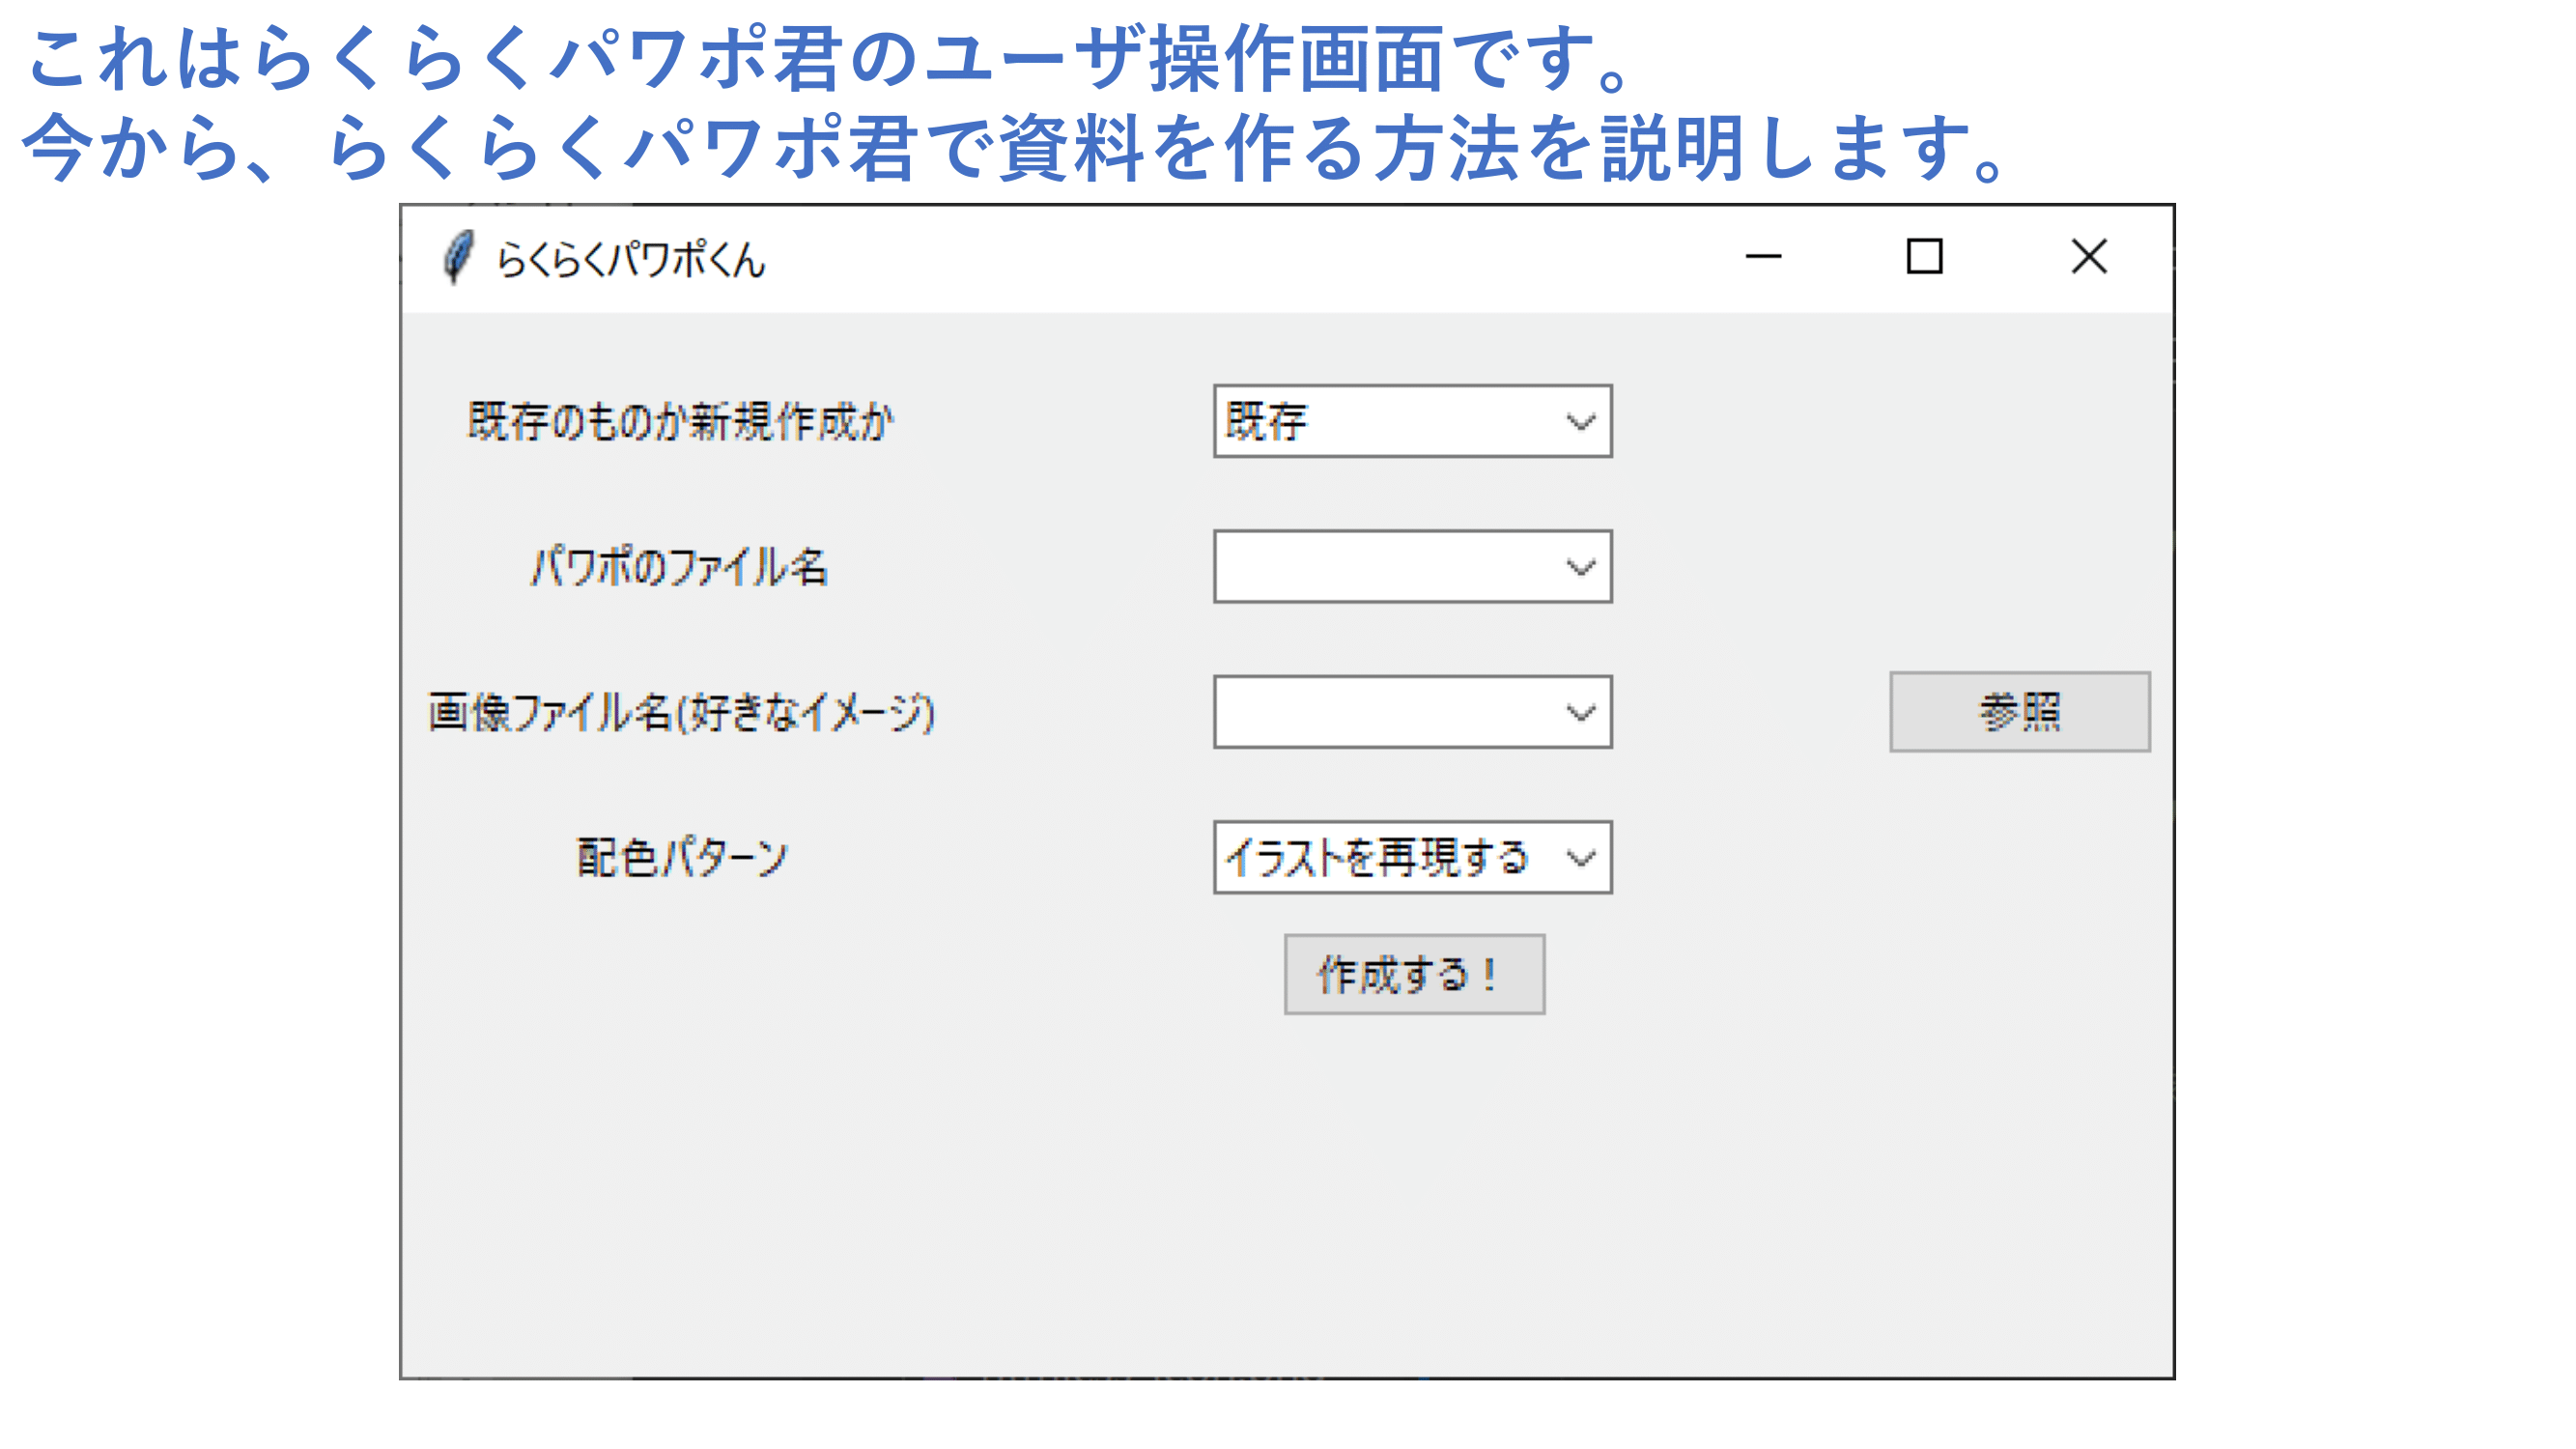 これはらくらくパワポ君のユーザ操作画面です。
今から、らくらくパワポ君で資料を作る方法を説明します。
らくらくパワポくん
既存のものか新規作成か 既存
パワポのファイル名
画像ファイル名(好きなイメージ) 参照
配色パターン イラストを再現する
作成する！